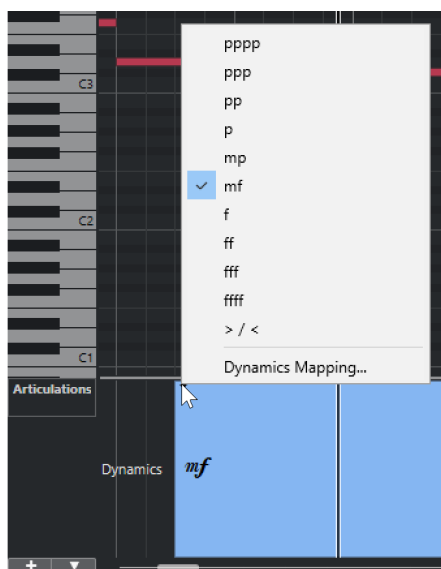 pppp
ppp
C3
pp
p
mp
mf
f
C2
ff
fff
ffff
> / <
C1
Dynamics Mapping...
Articulations
Dynamics
mf
+